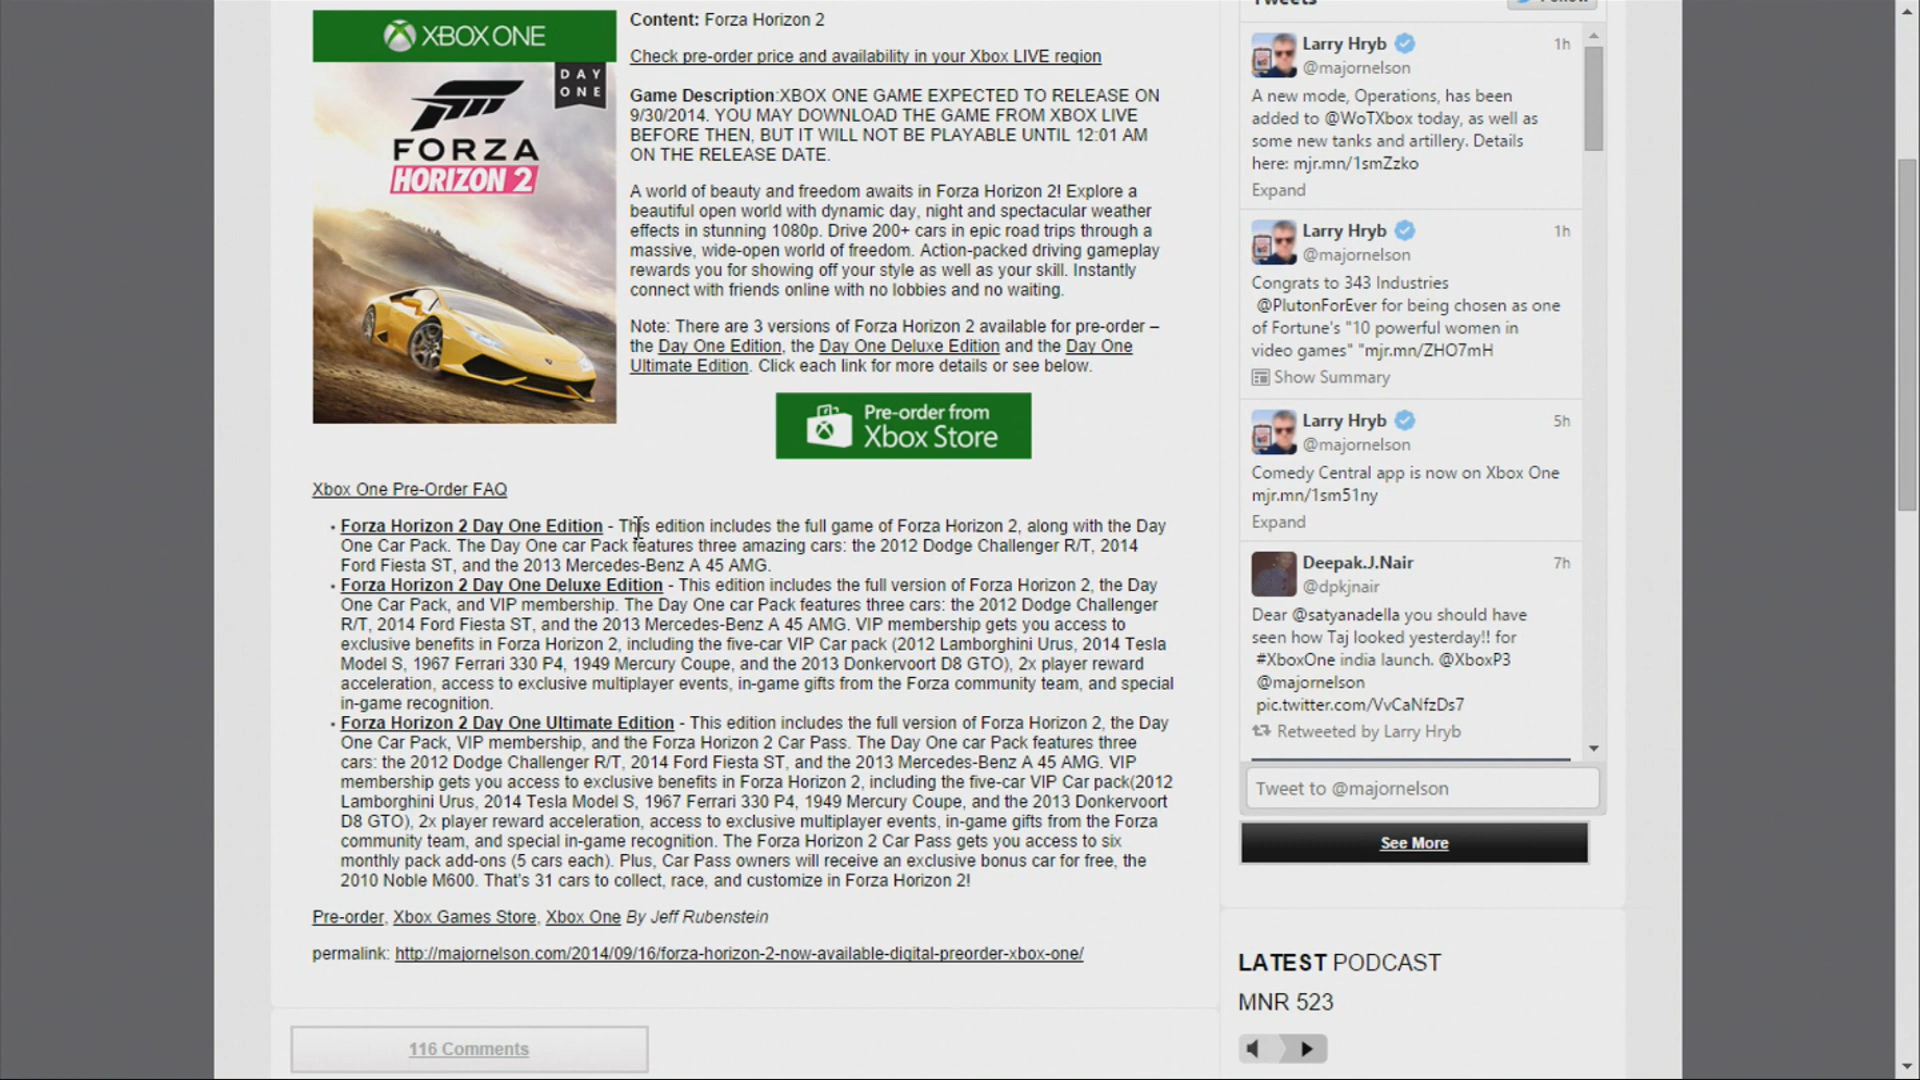 XBOX ONE
DAY
ONE
FORZA
HORIZON 2
Content: Forza Horizon 2
Check pre-order price and availability in your Xbox LIVE region
Game Description:XBOX ONE GAME EXPECTED TO RELEASE ON
9/30/2014. YOU MAY DOWNLOAD THE GAME FROM XBOX LIVE
BEFORE THEN, BUT IT WILL NOT BE PLAYABLE UNTIL 12:01 AM
ON THE RELEASE DATE.
A world of beauty and freedom awaits in Forza Horizon 2! Explore a
beautiful open world with dynamic day, night and spectacular weather
effects in stunning 1080p. Drive 200+ cars in epic road trips through a
massive, wide-open world of freedom. Action-packed driving gameplay
rewards you for showing off your style as well as your skill. Instantly
connect with friends online with no lobbies and no waiting.
Note: There are 3 versions of Forza Horizon 2 available for pre-order –
the Day One Edition, the Day One Deluxe Edition and the Day One
Ultimate Edition. Click each link for more details or see below.
Pre-order from
Xbox Store
Xbox One Pre-Order FAQ
• Forza Horizon 2 Day One Edition - This edition includes the full game of Forza Horizon 2, along with the Day
One Car Pack. The Day One car Pack features three amazing cars: the 2012 Dodge Challenger R/T, 2014
Ford Fiesta ST, and the 2013 Mercedes-Benz A 45 AMG.
• Forza Horizon 2 Day One Deluxe Edition - This edition includes the full version of Forza Horizon 2, the Day
One Car Pack, and VIP membership. The Day One car Pack features three cars: the 2012 Dodge Challenger
R/T, 2014 Ford Fiesta ST, and the 2013 Mercedes-Benz A 45 AMG. VIP membership gets you access to
exclusive benefits in Forza Horizon 2, including the five-car VIP Car pack (2012 Lamborghini Urus, 2014 Tesla
Model S, 1967 Ferrari 330 P4, 1949 Mercury Coupe, and the 2013 Donkervoort D8 GTO), 2x player reward
acceleration, access to exclusive multiplayer events, in-game gifts from the Forza community team, and special
in-game recognition.
• Forza Horizon 2 Day One Ultimate Edition - This edition includes the full version of Forza Horizon 2, the Day
One Car Pack, VIP membership, and the Forza Horizon 2 Car Pass. The Day One car Pack features three
cars: the 2012 Dodge Challenger R/T, 2014 Ford Fiesta ST, and the 2013 Mercedes-Benz A 45 AMG. VIP
membership gets you access to exclusive benefits in Forza Horizon 2, including the five-car VIP Car pack(2012
Lamborghini Urus, 2014 Tesla Model S, 1967 Ferrari 330 P4, 1949 Mercury Coupe, and the 2013 Donkervoort
D8 GTO), 2x player reward acceleration, access to exclusive multiplayer events, in-game gifts from the Forza
community team, and special in-game recognition. The Forza Horizon 2 Car Pass gets you access to six
monthly pack add-ons (5 cars each). Plus, Car Pass owners will receive an exclusive bonus car for free, the
2010 Noble M600. That's 31 cars to collect, race, and customize in Forza Horizon 2!
Pre-order, Xbox Games Store, Xbox One By Jeff Rubenstein
permalink: http://majornelson.com/2014/09/16/forza-horizon-2-now-available-digital-preorder-xbox-one/
116 Comments
Tweets
Follow
Larry Hryb 1h
@majornelson
A new mode, Operations, has been
added to @WoTXbox today, as well as
some new tanks and artillery. Details
here: mjr.mn/1smZzko
Expand
Larry Hryb 1h
@majornelson
Congrats to 343 Industries
@PlutonForEver for being chosen as one
of Fortune's "10 powerful women in
video games" "mjr.mn/ZHO7mH
Show Summary
Larry Hryb 5h
@majornelson
Comedy Central app is now on Xbox One
mjr.mn/1sm51ny
Expand
Deepak.J.Nair 7h
@dpkjnair
Dear @satyanadella you should have
seen how Taj looked yesterday!! for
#XboxOne india launch. @XboxP3
@majornelson
pic.twitter.com/VvCaNfzDs7
Retweeted by Larry Hryb
Tweet to @majornelson
See More
LATEST PODCAST
MNR 523